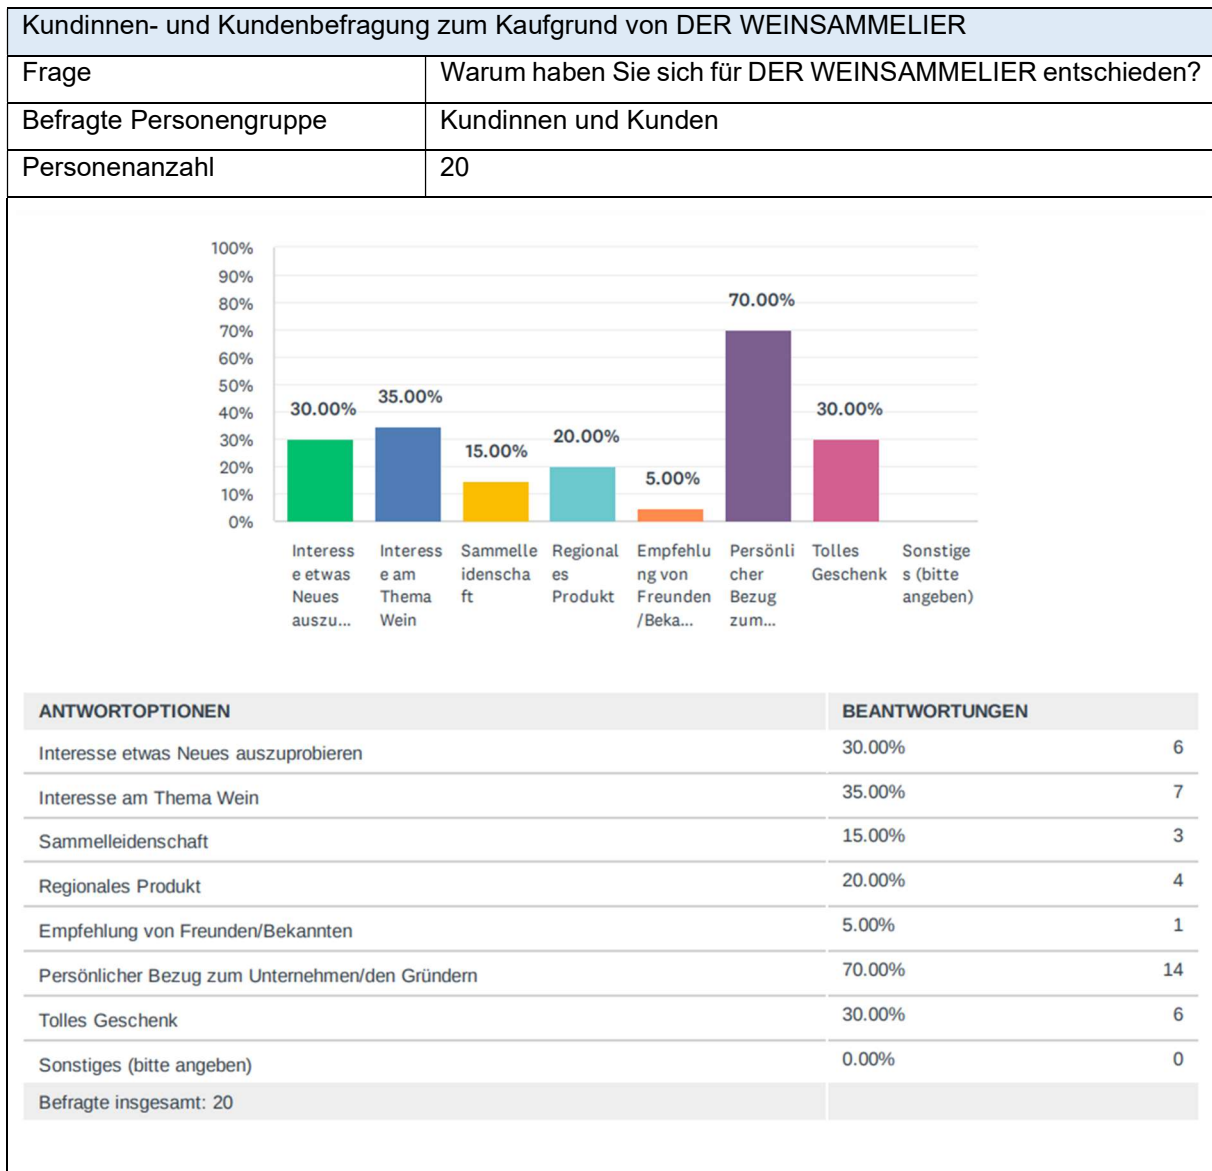 Kundinnen- und Kundenbefragung zum Kaufgrund von DER WEINSAMMELIER
Frage Warum haben Sie sich für DER WEINSAMMELIER entschieden?
Befragte Personengruppe Kundinnen und Kunden
Personenanzahl 20
100%
90%
80%
70%
60%
50%
40%
30%
20%
10%
0%
30.00%
35.00%
15.00%
20.00%
5.00%
70.00%
30.00%
Interess
e etwas
Neues
auszu...
Interess
e am
Thema
Wein
Sammelle
idenscha
ft
Regional
es
Produkt
Empfehlu
ng von
Freunden
/Beka...
Persönli
cher
Bezug
zum...
Tolles
Geschenk
Sonstige
s (bitte
angeben)
ANTWORTOPTIONEN BEANTWORTUNGEN
Interesse etwas Neues auszuprobieren 30.00% 6
Interesse am Thema Wein 35.00% 7
Sammelleidenschaft 15.00% 3
Regionales Produkt 20.00% 4
Empfehlung von Freunden/Bekannten 5.00% 1
Persönlicher Bezug zum Unternehmen/den Gründern 70.00% 14
Tolles Geschenk 30.00% 6
Sonstiges (bitte angeben) 0.00% 0
Befragte insgesamt: 20